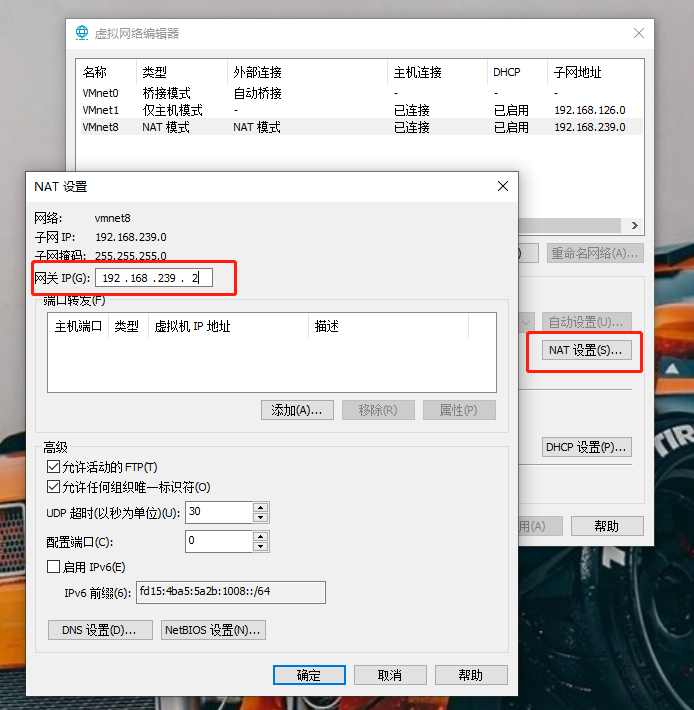 虚拟网络编辑器
名称 类型 外部连接 主机连接 DHCP 子网地址
VMnet0 桥接模式 自动桥接 - - -
VMnet1 仅主机模式 - 已连接 已启用 192.168.126.0
VMnet8 NAT 模式 NAT 模式 已连接 已启用 192.168.239.0
重命名网络(A)...
自动设置(U)...
NAT 设置(S)...
DHCP 设置(P)...
用(A) 帮助
NAT 设置
网络: vmnet8
子网 IP: 192.168.239.0
子网掩码: 255.255.255.0
网关 IP(G): 192 . 168 . 239 . 2
端口转发(F)
主机端口 类型 虚拟机 IP 地址 描述
添加(A)... 移除(R) 属性(P)
高级
允许活动的 FTP(T)
允许任何组织唯一标识符(O)
UDP 超时(以秒为单位)(U): 30
配置端口(C): 0
启用 IPv6(E)
IPv6 前缀(6): fd15:4ba5:5a2b:1008::/64
DNS 设置(D)... NetBIOS 设置(N)...
确定 取消 帮助
TIR